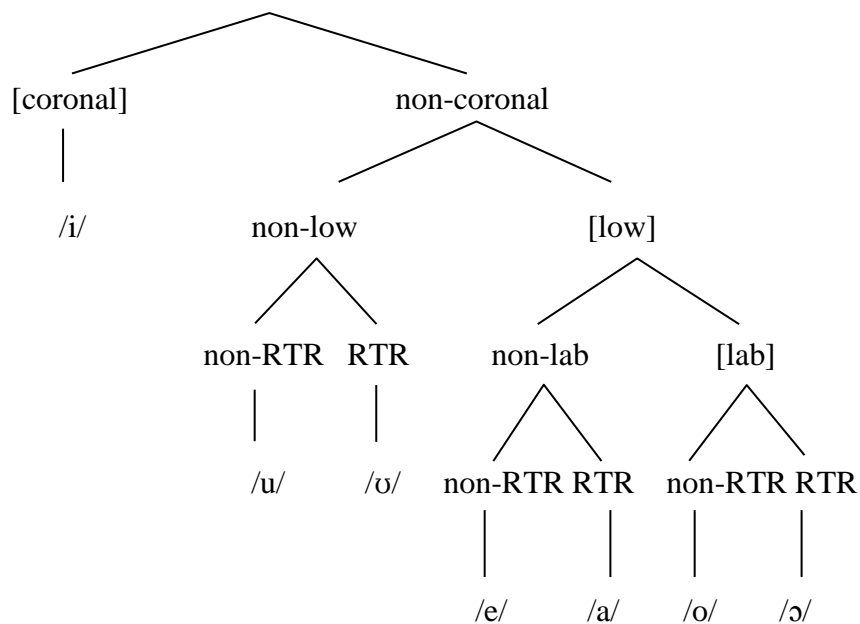 [coronal] non-coronal
/i/ non-low [low]
non-RTR RTR non-lab [lab]
/u/ /ʊ/ non-RTR RTR non-RTR RTR
/e/ /a/ /o/ /ɔ/